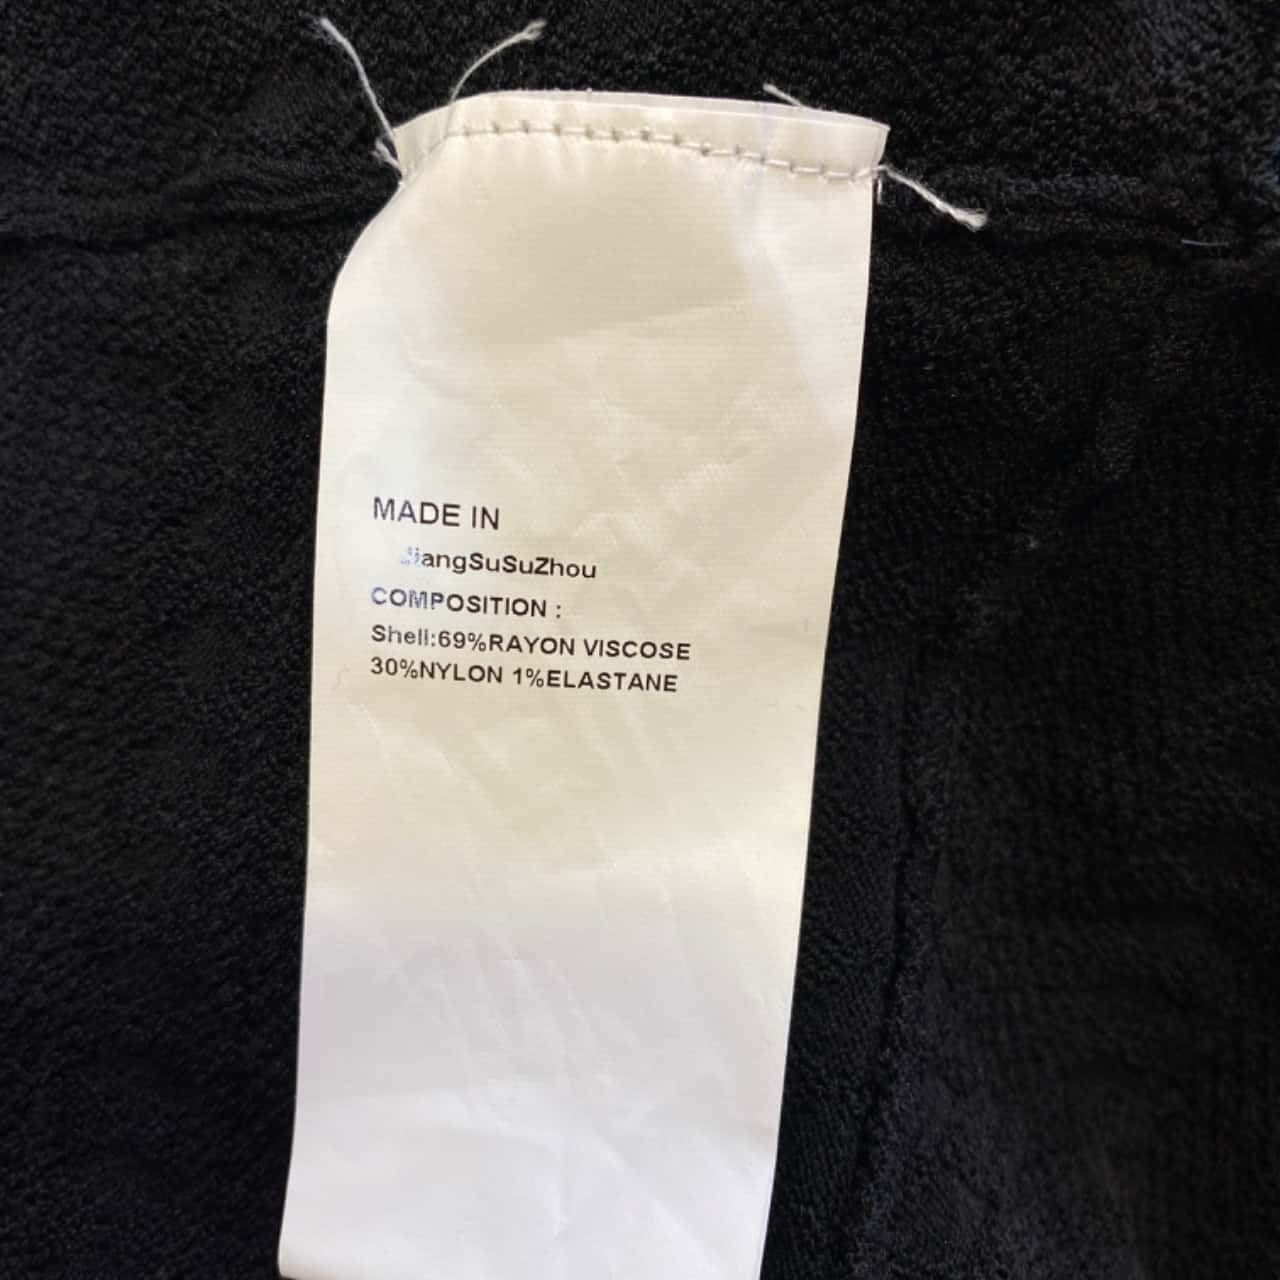 MADE IN
JiangSuSuZhou
COMPOSITION :
Shell:69%RAYON VISCOSE
30%NYLON 1%ELASTANE